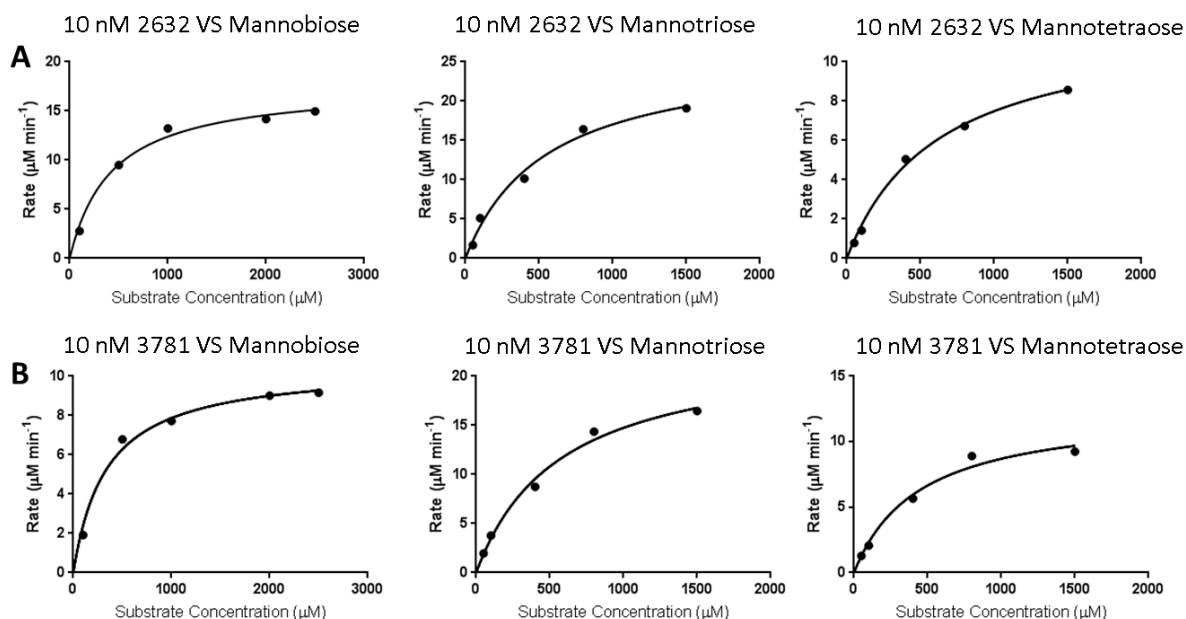 10 nM 2632 VS Mannobiose
10 nM 2632 VS Mannotriose
10 nM 2632 VS Mannotetraose
A
20
15
10
5
0
Rate (µM min⁻¹)
0 1000 2000 3000
Substrate Concentration (µM)
25
20
15
10
5
0
Rate (µM min⁻¹)
0 500 1000 1500 2000
Substrate Concentration (µM)
10
8
6
4
2
0
Rate (µM min⁻¹)
0 500 1000 1500 2000
Substrate Concentration (µM)
10 nM 3781 VS Mannobiose
10 nM 3781 VS Mannotriose
10 nM 3781 VS Mannotetraose
B
10
8
6
4
2
0
Rate (µM min⁻¹)
0 1000 2000 3000
Substrate Concentration (µM)
20
15
10
5
0
Rate (µM min⁻¹)
0 500 1000 1500 2000
Substrate Concentration (µM)
15
10
5
0
Rate (µM min⁻¹)
0 500 1000 1500 2000
Substrate Concentration (µM)